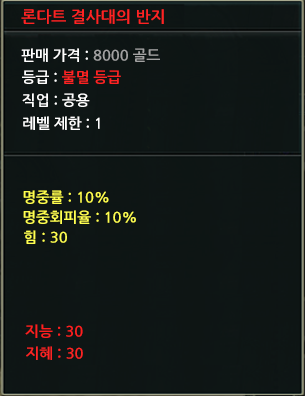 론다트 결사대의 반지
판매 가격 : 8000 골드
등급 : 불멸 등급
직업 : 공용
레벨 제한 : 1
명중률 : 10%
명중회피율 : 10%
힘 : 30
지능 : 30
지혜 : 30